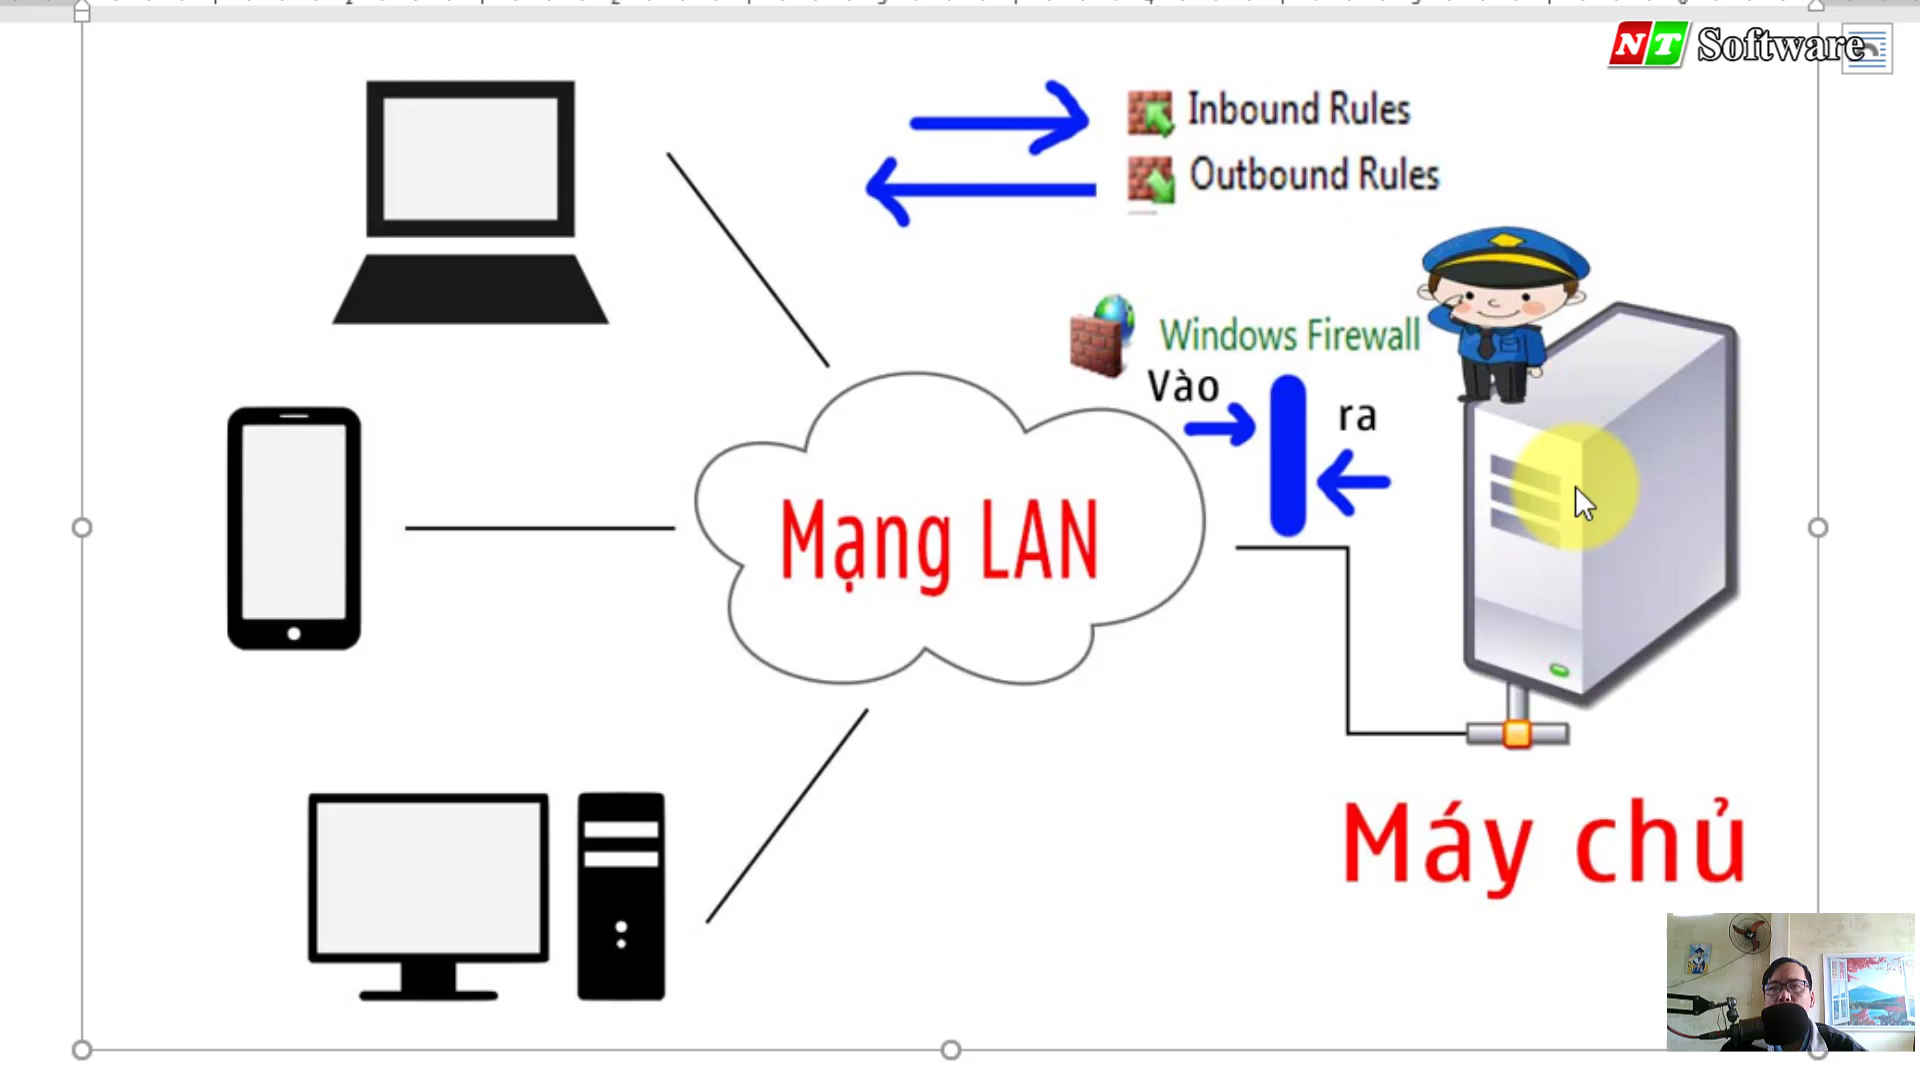 NT Software
Inbound Rules
Outbound Rules
Windows Firewall
Vào
ra
Mạng LAN
Máy chủ